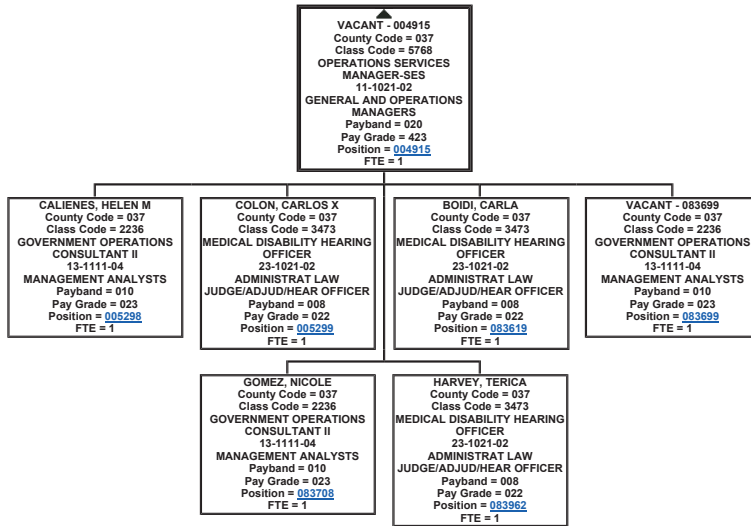 VACANT - 004915
County Code = 037
Class Code = 5768
OPERATIONS SERVICES
MANAGER-SES
11-1021-02
GENERAL AND OPERATIONS
MANAGERS
Payband = 020
Pay Grade = 423
Position = 004915
FTE = 1
CALIENES, HELEN M
County Code = 037
Class Code = 2236
GOVERNMENT OPERATIONS
CONSULTANT II
13-1111-04
MANAGEMENT ANALYSTS
Payband = 010
Pay Grade = 023
Position = 005298
FTE = 1
COLON, CARLOS X
County Code = 037
Class Code = 3473
MEDICAL DISABILITY HEARING
OFFICER
23-1021-02
ADMINISTRAT LAW
JUDGE/ADJUD/HEAR OFFICER
Payband = 008
Pay Grade = 022
Position = 005299
FTE = 1
BOIDI, CARLA
County Code = 037
Class Code = 3473
MEDICAL DISABILITY HEARING
OFFICER
23-1021-02
ADMINISTRAT LAW
JUDGE/ADJUD/HEAR OFFICER
Payband = 008
Pay Grade = 022
Position = 083619
FTE = 1
VACANT - 083699
County Code = 037
Class Code = 2236
GOVERNMENT OPERATIONS
CONSULTANT II
13-1111-04
MANAGEMENT ANALYSTS
Payband = 010
Pay Grade = 023
Position = 083699
FTE = 1
GOMEZ, NICOLE
County Code = 037
Class Code = 2236
GOVERNMENT OPERATIONS
CONSULTANT II
13-1111-04
MANAGEMENT ANALYSTS
Payband = 010
Pay Grade = 023
Position = 083708
FTE = 1
HARVEY, TERICA
County Code = 037
Class Code = 3473
MEDICAL DISABILITY HEARING
OFFICER
23-1021-02
ADMINISTRAT LAW
JUDGE/ADJUD/HEAR OFFICER
Payband = 008
Pay Grade = 022
Position = 083962
FTE = 1